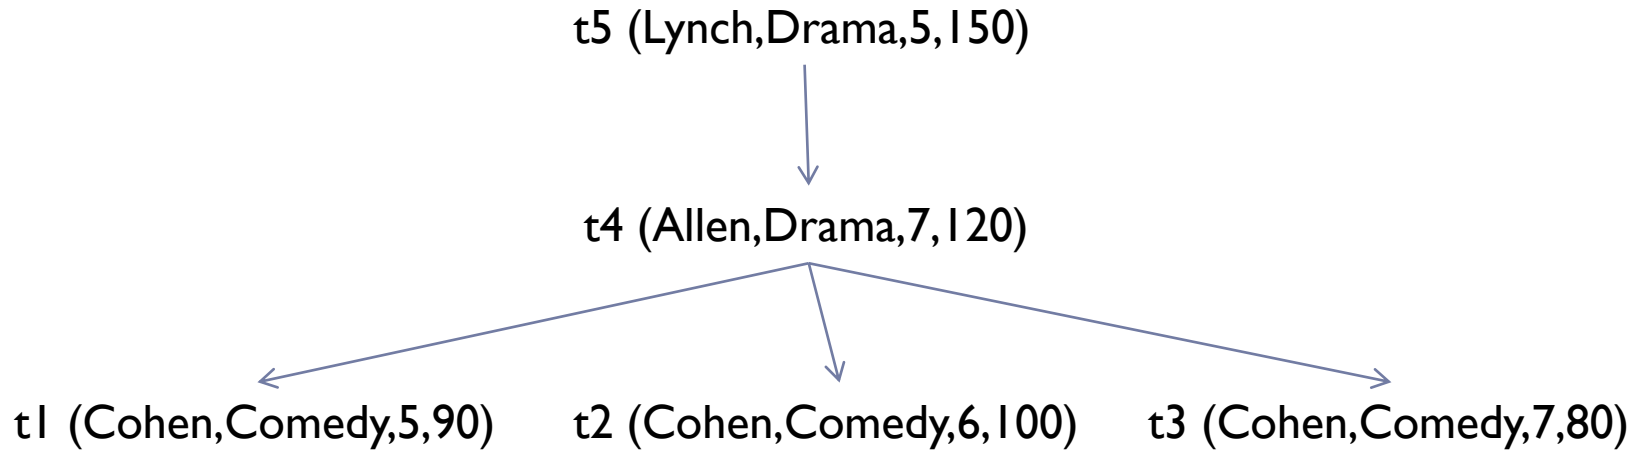 t5 (Lynch,Drama,5,150)
t4 (Allen,Drama,7,120)
t1 (Cohen,Comedy,5,90)
t2 (Cohen,Comedy,6,100)
t3 (Cohen,Comedy,7,80)